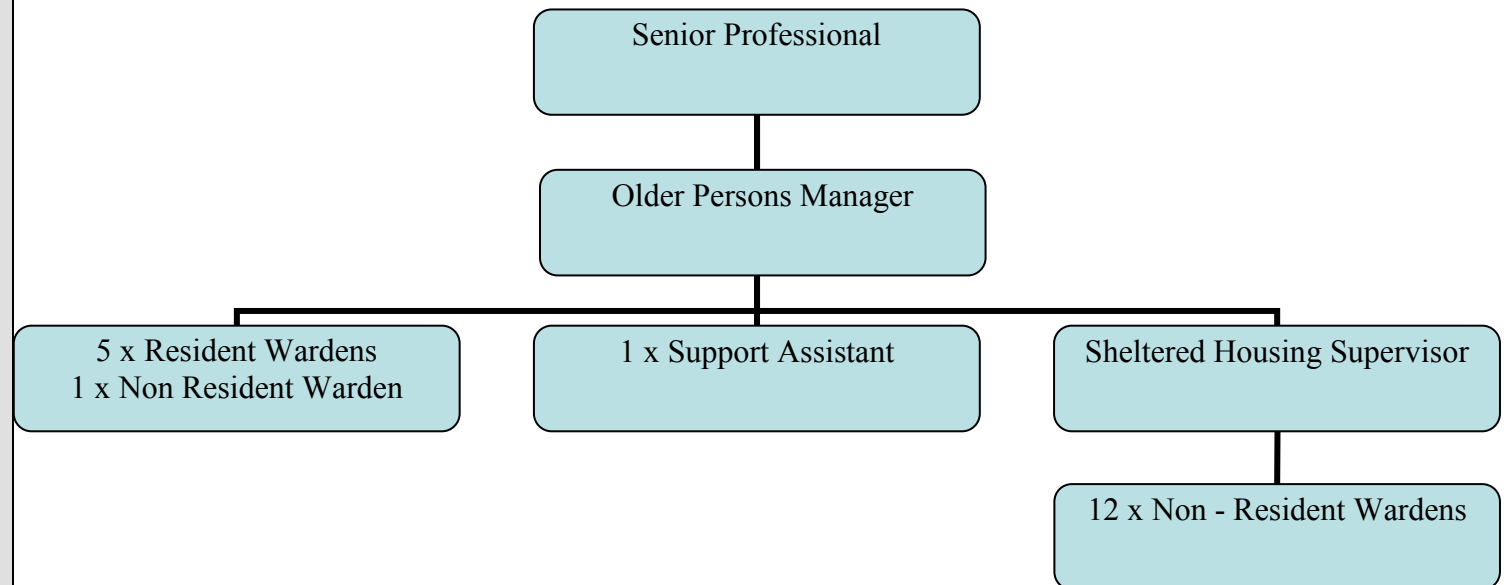 Senior Professional
Older Persons Manager
5 x Resident Wardens
1 x Non Resident Warden
1 x Support Assistant
Sheltered Housing Supervisor
12 x Non - Resident Wardens